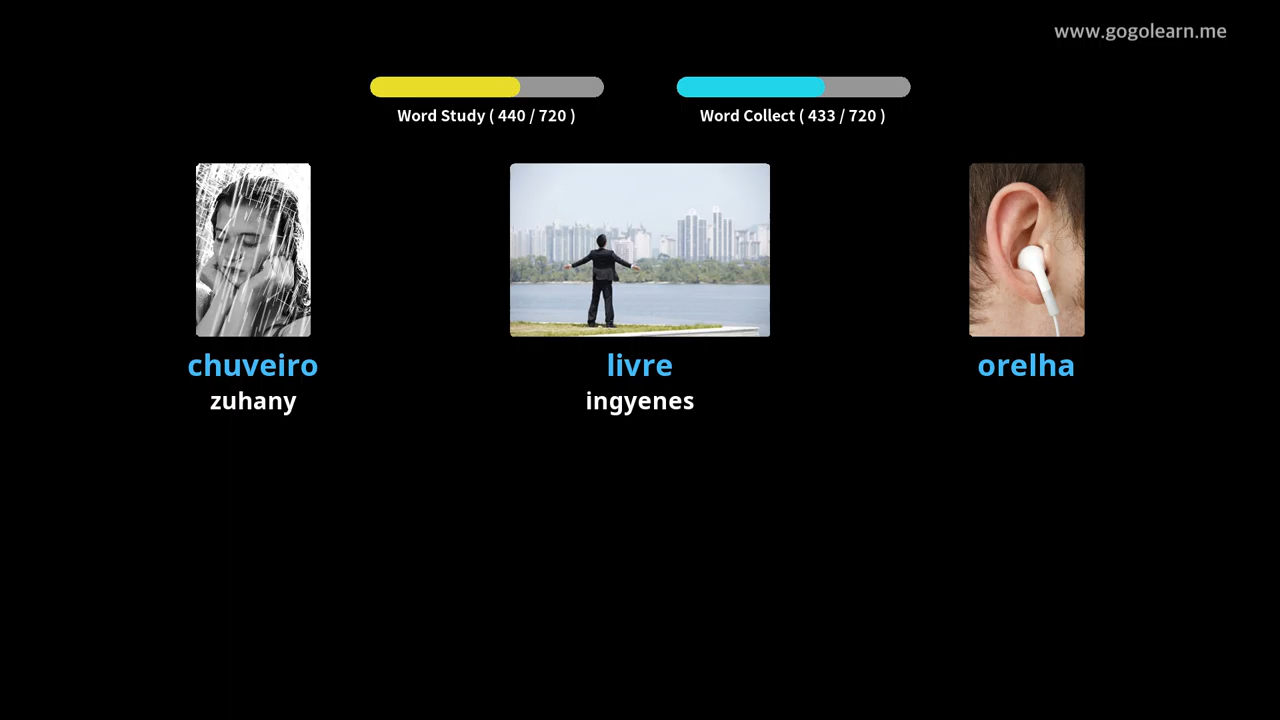 www.gogolearn.me
Word Study ( 440 / 720 )
Word Collect ( 433 / 720 )
chuveiro
zuhany
livre
ingyenes
orelha